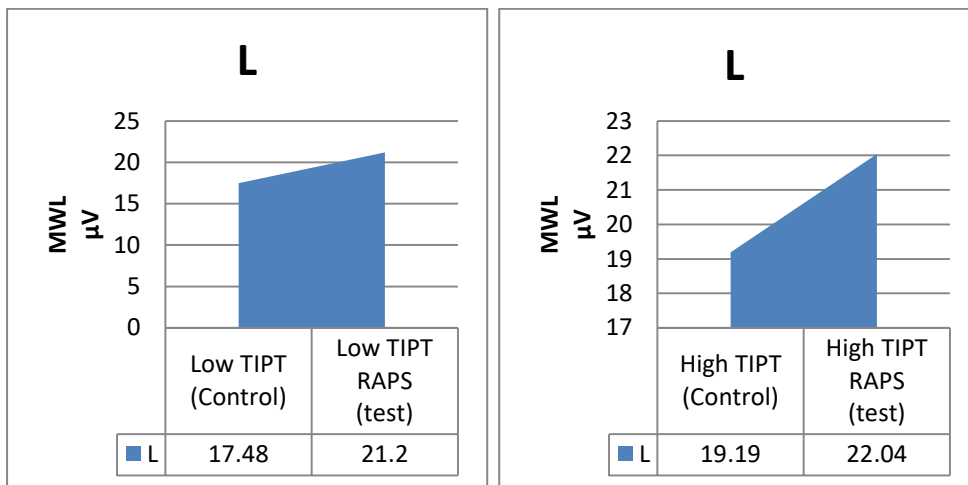 L
MWL
µV
25
20
15
10
5
0
Low TIPT
(Control)
Low TIPT
RAPS
(test)
L 17.48 21.2
L
MWL
µV
23
22
21
20
19
18
17
High TIPT
(Control)
High TIPT
RAPS
(test)
L 19.19 22.04